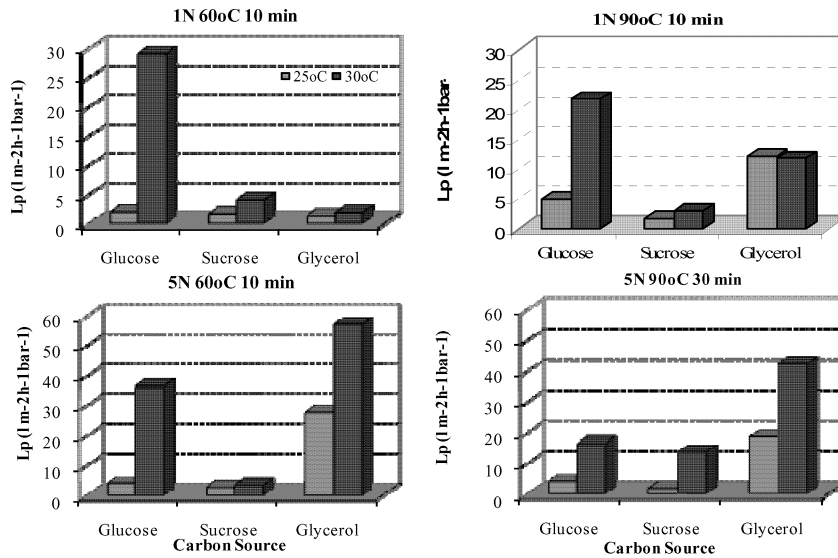 1N 60oC 10 min
Lp (l m-2h-1bar-1)
30
25
20
15
10
5
0
25oC 30oC
Glucose Sucrose Glycerol
1N 90oC 10 min
Lp (l m-2h-1bar-
30
25
20
15
10
5
0
Glucose Sucrose Glycerol
5N 60oC 10 min
Lp (l m-2h-1bar-1)
60
50
40
30
20
10
0
Glucose Sucrose Glycerol
Carbon Source
5N 90oC 30 min
Lp (l m-2h-1bar-1)
60
50
40
30
20
10
0
Glucose Sucrose Glycerol
Carbon Source